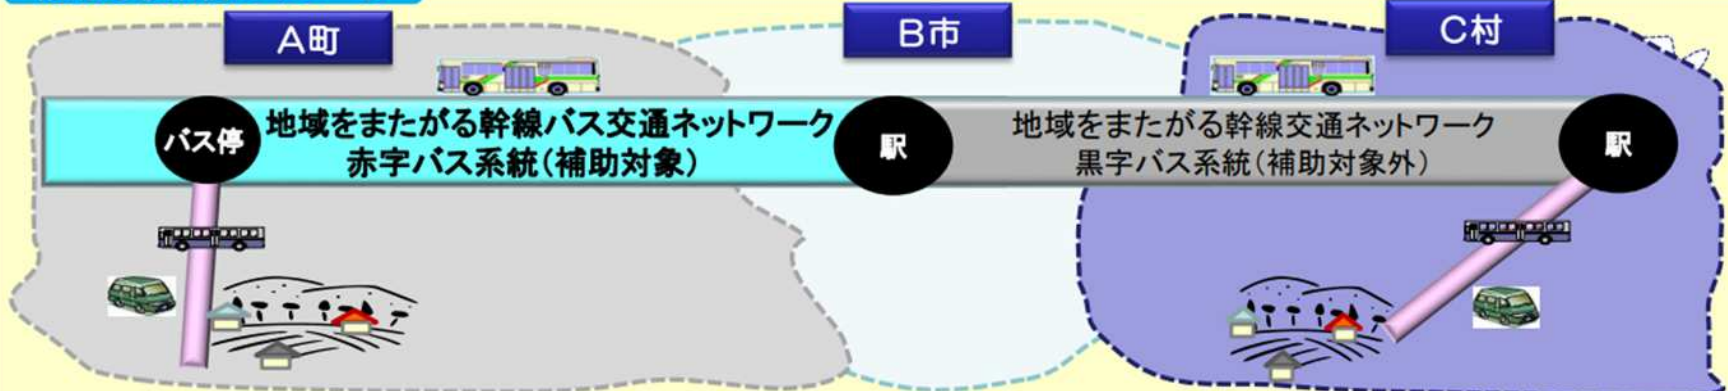 A町
B市
C村
バス停
地域をまたがる幹線バス交通ネットワーク
赤字バス系統(補助対象)
駅
地域をまたがる幹線交通ネットワーク
黒字バス系統(補助対象外)
駅